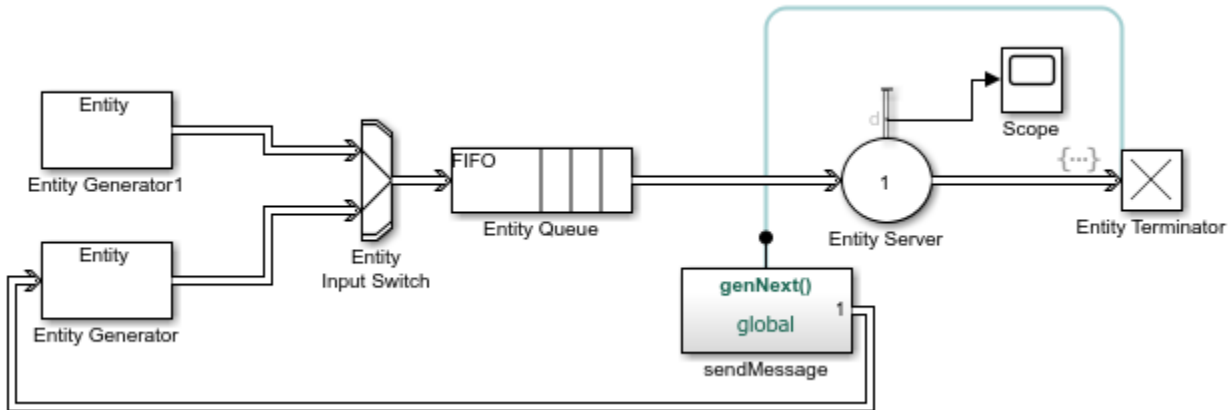 Entity
Entity Generator1
Entity
Entity Generator
Entity
Input Switch
FIFO
Entity Queue
d
1
Entity Server
Scope
{...}
Entity Terminator
genNext()
global
1
sendMessage